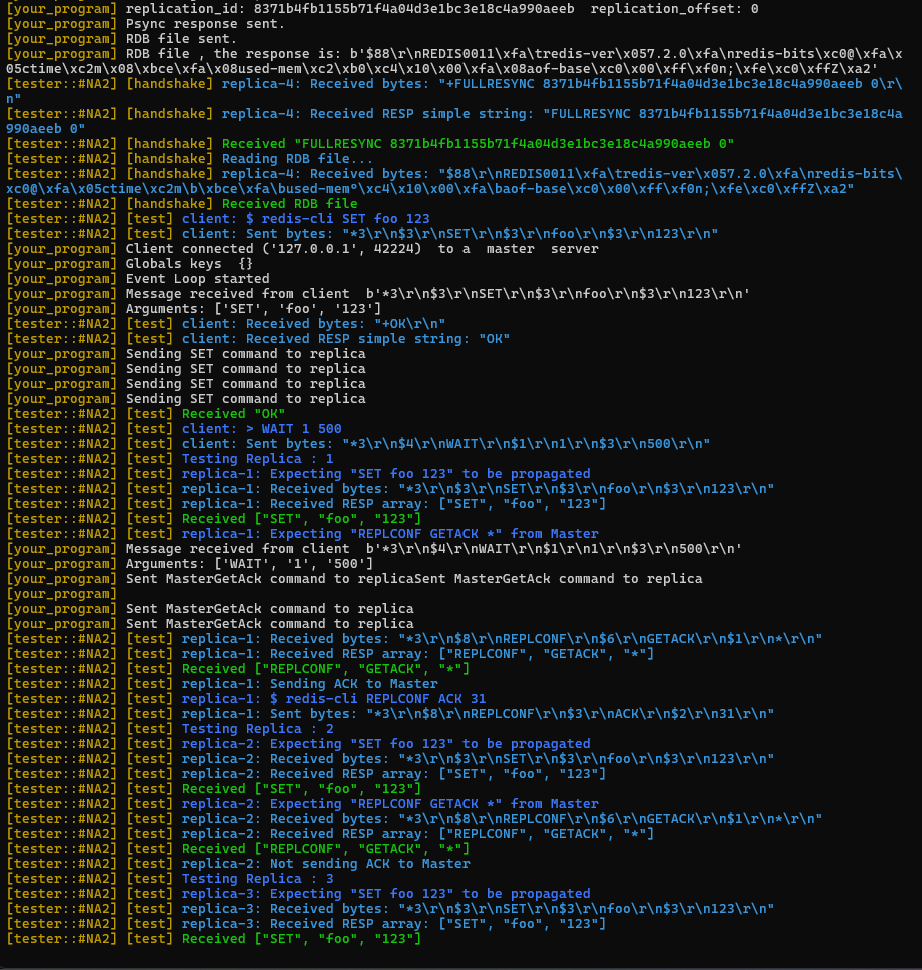 [your_program] replication_id: 8371b4fb1155b71f4a04d3e1bc3e18c4a990aeeb  replication_offset: 0
[your_program] Psync response sent.
[your_program] RDB file sent.
[your_program] RDB file , the response is: b'$88\r\nREDIS0011\xfa\tredis-ver\x057.2.0\xfa\nredis-bits\xc0@\xfa\x
05ctime\xc2m\x08\xbce\xfa\x08used-mem\xc2\xb0\xc4\x10\x00\xfa\x08aof-base\xc0\x00\xff\xf0n;\xfe\xc0\xffZ\xa2'
[tester::#NA2] [handshake] replica-4: Received bytes: "+FULLRESYNC 8371b4fb1155b71f4a04d3e1bc3e18c4a990aeeb 0\r\
n"
[tester::#NA2] [handshake] replica-4: Received RESP simple string: "FULLRESYNC 8371b4fb1155b71f4a04d3e1bc3e18c4a
990aeeb 0"
[tester::#NA2] [handshake] Received "FULLRESYNC 8371b4fb1155b71f4a04d3e1bc3e18c4a990aeeb 0"
[tester::#NA2] [handshake] Reading RDB file...
[tester::#NA2] [handshake] replica-4: Received bytes: "$88\r\nREDIS0011\xfa\tredis-ver\x057.2.0\xfa\nredis-bits\
xc0@\xfa\x05ctime\xc2m\b\xbce\xfa\bused-mem°\xc4\x10\x00\xfa\baof-base\xc0\x00\xff\xf0n;\xfe\xc0\xffZ\xa2"
[tester::#NA2] [handshake] Received RDB file
[tester::#NA2] [test] client: $ redis-cli SET foo 123
[tester::#NA2] [test] client: Sent bytes: "*3\r\n$3\r\nSET\r\n$3\r\nfoo\r\n$3\r\n123\r\n"
[your_program] Client connected ('127.0.0.1', 42224)  to a  master  server
[your_program] Globals keys  {}
[your_program] Event Loop started
[your_program] Message received from client  b'*3\r\n$3\r\nSET\r\n$3\r\nfoo\r\n$3\r\n123\r\n'
[your_program] Arguments: ['SET', 'foo', '123']
[tester::#NA2] [test] client: Received bytes: "+OK\r\n"
[tester::#NA2] [test] client: Received RESP simple string: "OK"
[your_program] Sending SET command to replica
[your_program] Sending SET command to replica
[your_program] Sending SET command to replica
[your_program] Sending SET command to replica
[tester::#NA2] [test] Received "OK"
[tester::#NA2] [test] client: > WAIT 1 500
[tester::#NA2] [test] client: Sent bytes: "*3\r\n$4\r\nWAIT\r\n$1\r\n1\r\n$3\r\n500\r\n"
[tester::#NA2] [test] Testing Replica : 1
[tester::#NA2] [test] replica-1: Expecting "SET foo 123" to be propagated
[tester::#NA2] [test] replica-1: Received bytes: "*3\r\n$3\r\nSET\r\n$3\r\nfoo\r\n$3\r\n123\r\n"
[tester::#NA2] [test] replica-1: Received RESP array: ["SET", "foo", "123"]
[tester::#NA2] [test] Received ["SET", "foo", "123"]
[tester::#NA2] [test] replica-1: Expecting "REPLCONF GETACK *" from Master
[your_program] Message received from client  b'*3\r\n$4\r\nWAIT\r\n$1\r\n1\r\n$3\r\n500\r\n'
[your_program] Arguments: ['WAIT', '1', '500']
[your_program] Sent MasterGetAck command to replicaSent MasterGetAck command to replica
[your_program]
[your_program] Sent MasterGetAck command to replica
[your_program] Sent MasterGetAck command to replica
[tester::#NA2] [test] replica-1: Received bytes: "*3\r\n$8\r\nREPLCONF\r\n$6\r\nGETACK\r\n$1\r\n*\r\n"
[tester::#NA2] [test] replica-1: Received RESP array: ["REPLCONF", "GETACK", "*"]
[tester::#NA2] [test] Received ["REPLCONF", "GETACK", "*"]
[tester::#NA2] [test] replica-1: Sending ACK to Master
[tester::#NA2] [test] replica-1: $ redis-cli REPLCONF ACK 31
[tester::#NA2] [test] replica-1: Sent bytes: "*3\r\n$8\r\nREPLCONF\r\n$3\r\nACK\r\n$2\r\n31\r\n"
[tester::#NA2] [test] Testing Replica : 2
[tester::#NA2] [test] replica-2: Expecting "SET foo 123" to be propagated
[tester::#NA2] [test] replica-2: Received bytes: "*3\r\n$3\r\nSET\r\n$3\r\nfoo\r\n$3\r\n123\r\n"
[tester::#NA2] [test] replica-2: Received RESP array: ["SET", "foo", "123"]
[tester::#NA2] [test] Received ["SET", "foo", "123"]
[tester::#NA2] [test] replica-2: Expecting "REPLCONF GETACK *" from Master
[tester::#NA2] [test] replica-2: Received bytes: "*3\r\n$8\r\nREPLCONF\r\n$6\r\nGETACK\r\n$1\r\n*\r\n"
[tester::#NA2] [test] replica-2: Received RESP array: ["REPLCONF", "GETACK", "*"]
[tester::#NA2] [test] Received ["REPLCONF", "GETACK", "*"]
[tester::#NA2] [test] replica-2: Not sending ACK to Master
[tester::#NA2] [test] Testing Replica : 3
[tester::#NA2] [test] replica-3: Expecting "SET foo 123" to be propagated
[tester::#NA2] [test] replica-3: Received bytes: "*3\r\n$3\r\nSET\r\n$3\r\nfoo\r\n$3\r\n123\r\n"
[tester::#NA2] [test] replica-3: Received RESP array: ["SET", "foo", "123"]
[tester::#NA2] [test] Received ["SET", "foo", "123"]